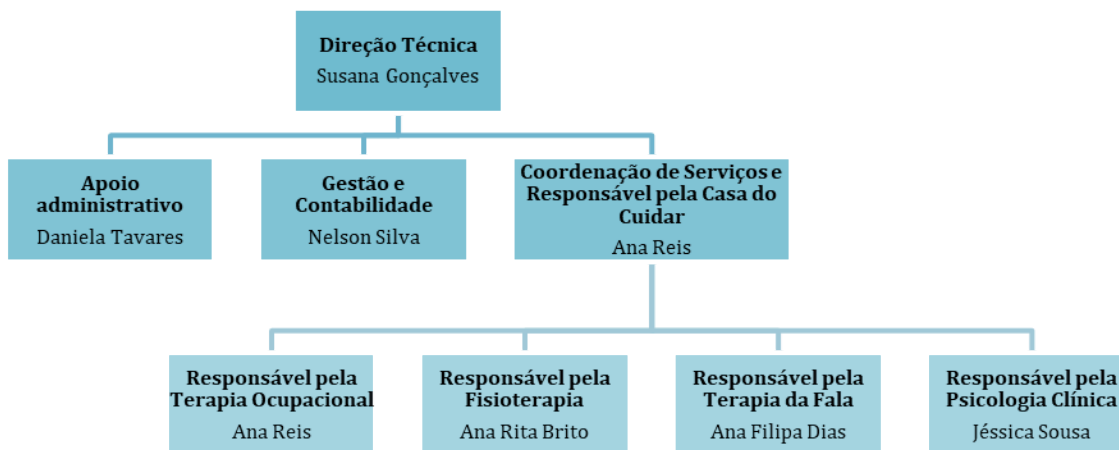 Direção Técnica
Susana Gonçalves
Apoio
administrativo
Daniela Tavares
Gestão e
Contabilidade
Nelson Silva
Coordenação de Serviços e
Responsável pela Casa do
Cuidar
Ana Reis
Responsável pela
Terapia Ocupacional
Ana Reis
Responsável pela
Fisioterapia
Ana Rita Brito
Responsável pela
Terapia da Fala
Ana Filipa Dias
Responsável pela
Psicologia Clínica
Jéssica Sousa